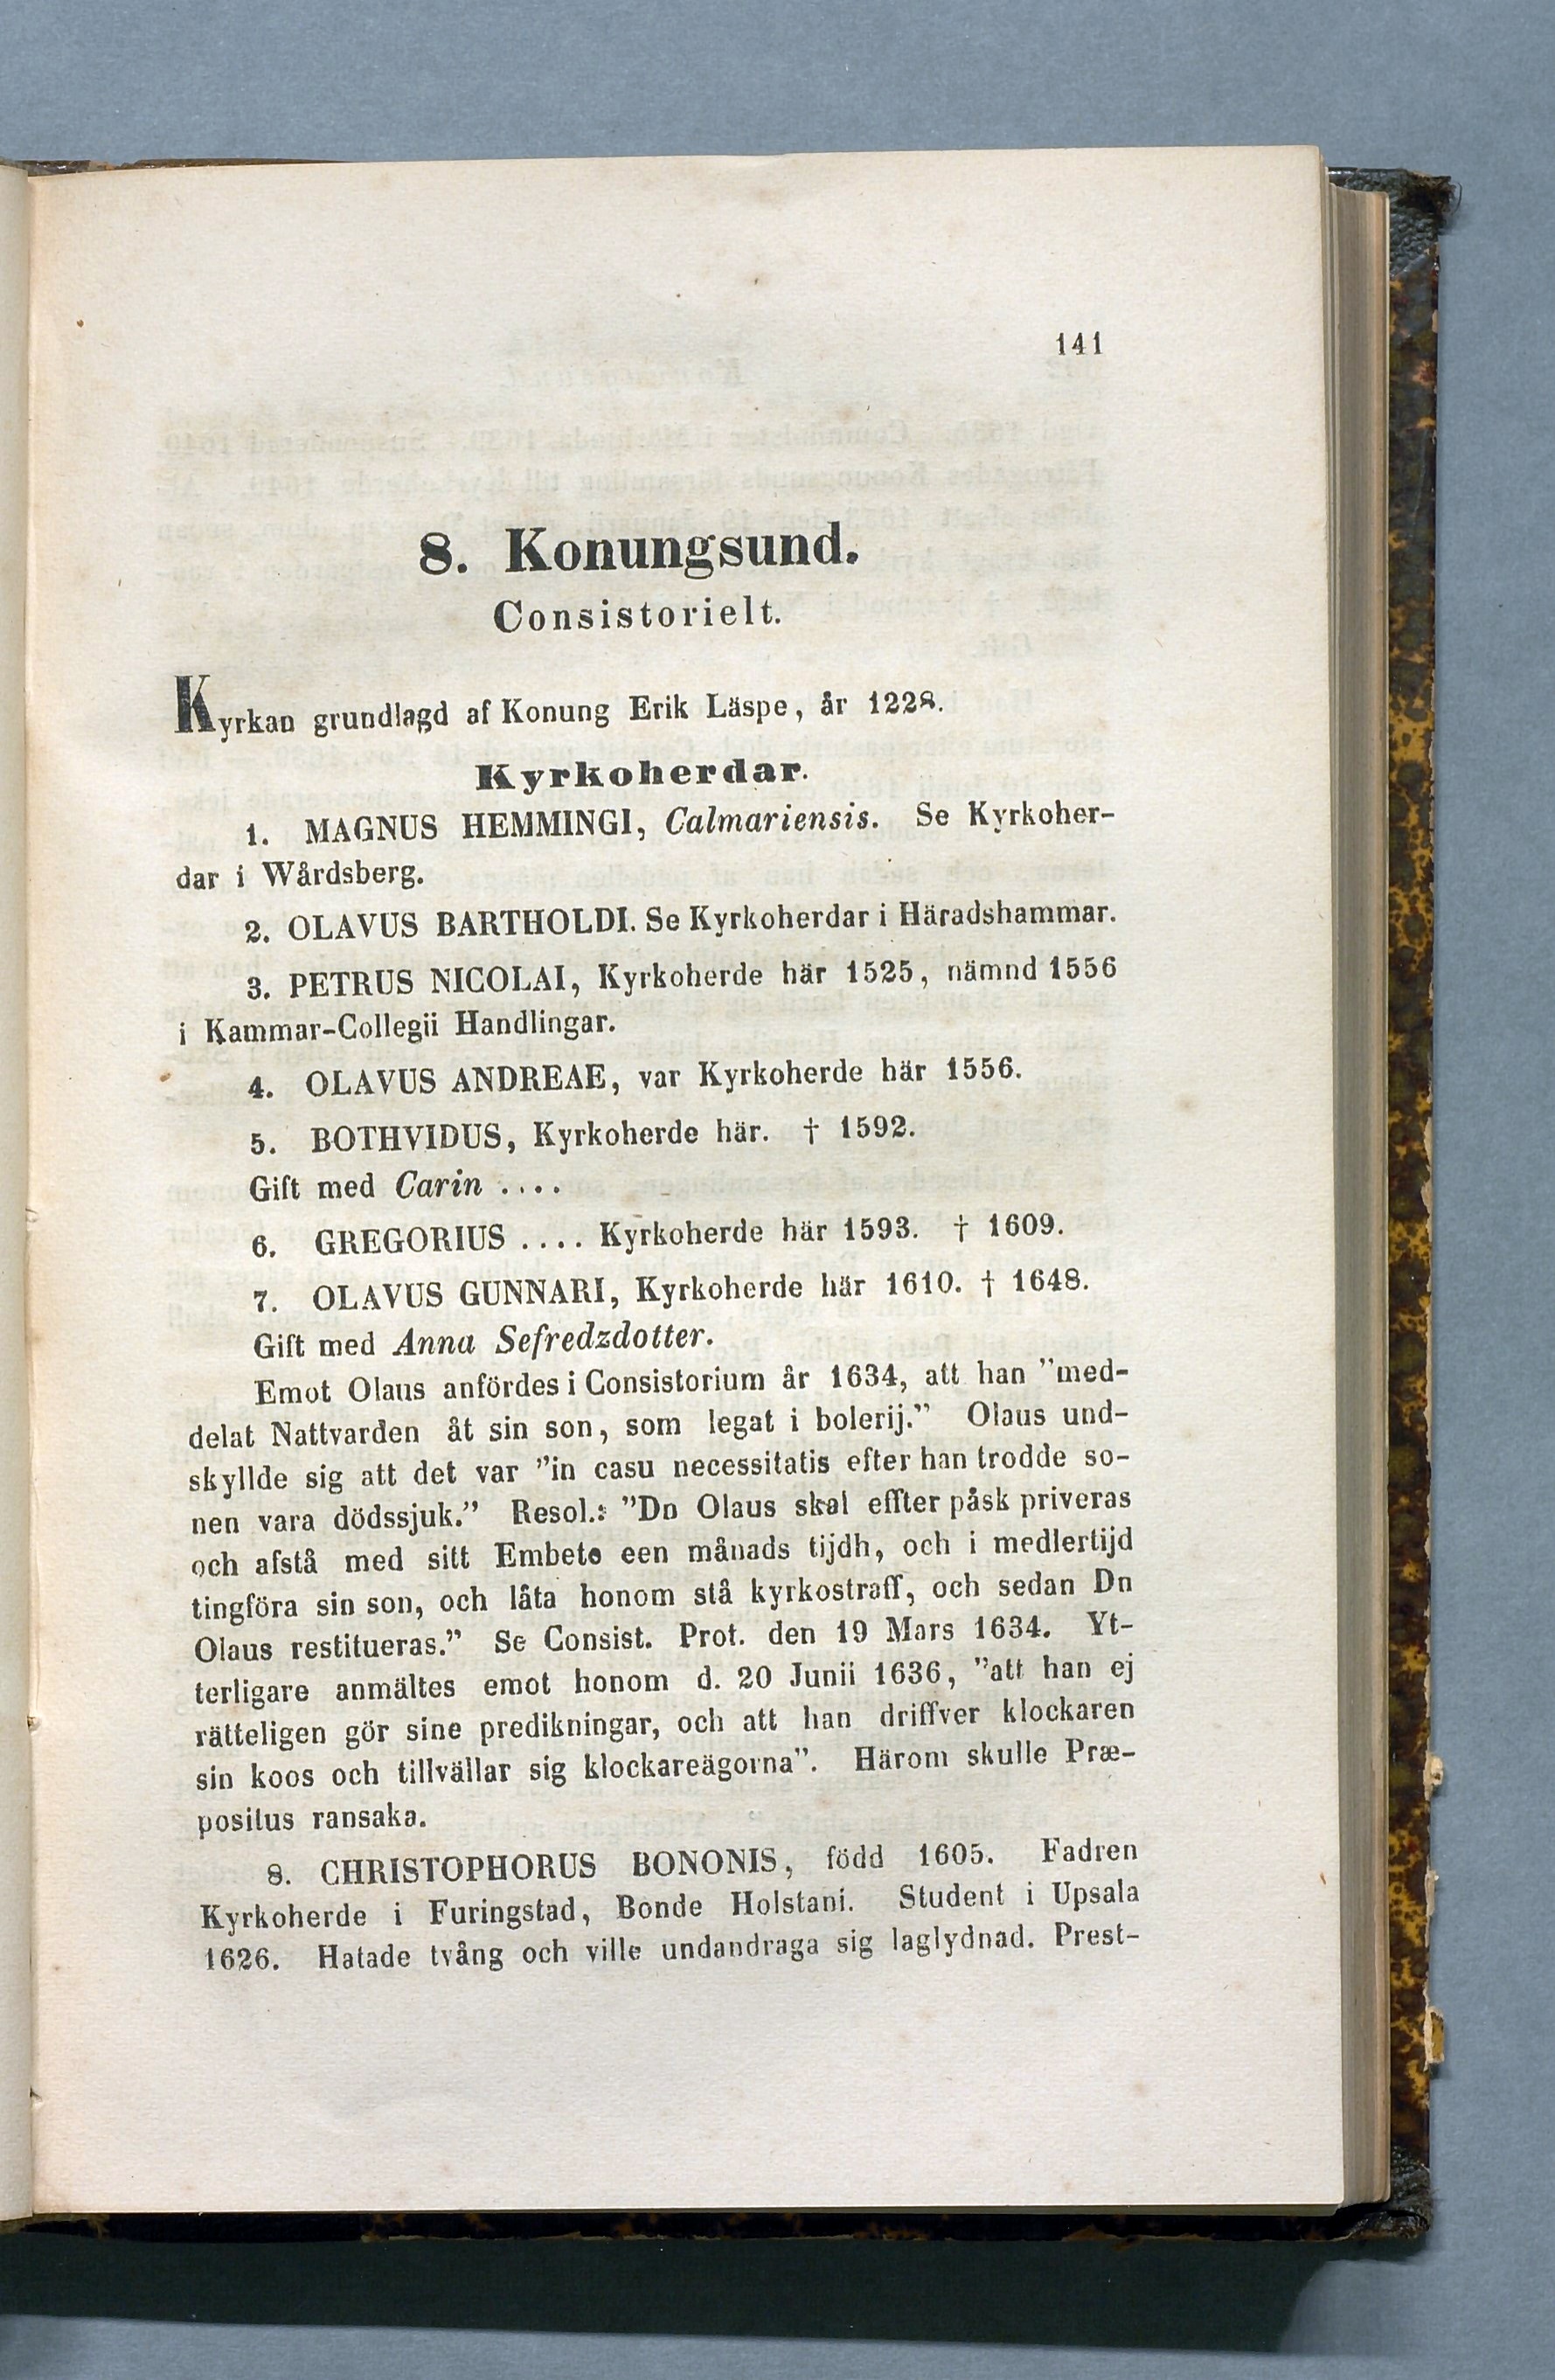 141
8. Konungsund.
Consistorielt.
Kyrkan grundlagd af Konung Erik Läspe, år 1228.
Kyrkoherdar.
1. MAGNUS HEMMINGI, Calmariensis. Se Kyrkoher-
dar i Wårdsberg.
2. OLAVUS BARTHOLDI. Se Kyrkoherdar i Häradshammar.
3. PETRUS NICOLAI, Kyrkoherde här 1525, nämnd 1556
i Kammar-Collegii Handlingar.
4. OLAVUS ANDREAE, var Kyrkoherde här 1556.
5. BOTHVIDUS, Kyrkoherde här. † 1592.
Gift med Carin ....
6. GREGORIUS .... Kyrkoherde här 1593. † 1609.
7. OLAVUS GUNNARI, Kyrkoherde här 1610. † 1648.
Gift med Anna Sefredzdotter.
Emot Olaus anfördes i Consistorium år 1634, att han ”med-
delat Nattvarden åt sin son, som legat i bolerij.” Olaus und-
skyllde sig att det var ”in casu necessitatis efter han trodde so-
nen vara dödssjuk.” Resol.: ”Dn Olaus skal effter påsk priveras
och afstå med sitt Embete een månads tijdh, och i medlertijd
tingföra sin son, och låta honom stå kyrkostraff, och sedan Dn
Olaus restitueras.” Se Consist. Prot. den 19 Mars 1634. Yt-
terligare anmältes emot honom d. 20 Junii 1636, ”att han ej
rätteligen gör sine predikningar, och att han driffver klockaren
sin koos och tillvällar sig klockareägorna”. Härom skulle Præ-
positus ransaka.
8. CHRISTOPHORUS BONONIS, född 1605. Fadren
Kyrkoherde i Furingstad, Bonde Holstani. Student i Upsala
1626. Hatade tvång och ville undandraga sig laglydnad. Prest-